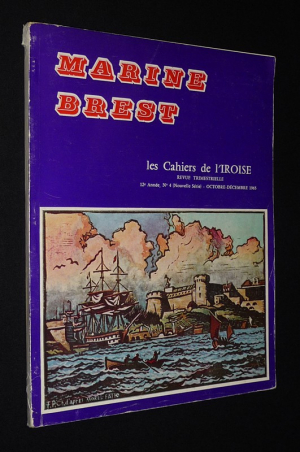 MARINE
BREST
les Cahiers de l'IROISE
REVUE TRIMESTRIELLE
12e Année, N° 4 (Nouvelle Série) - OCTOBRE-DÉCEMBRE 1965